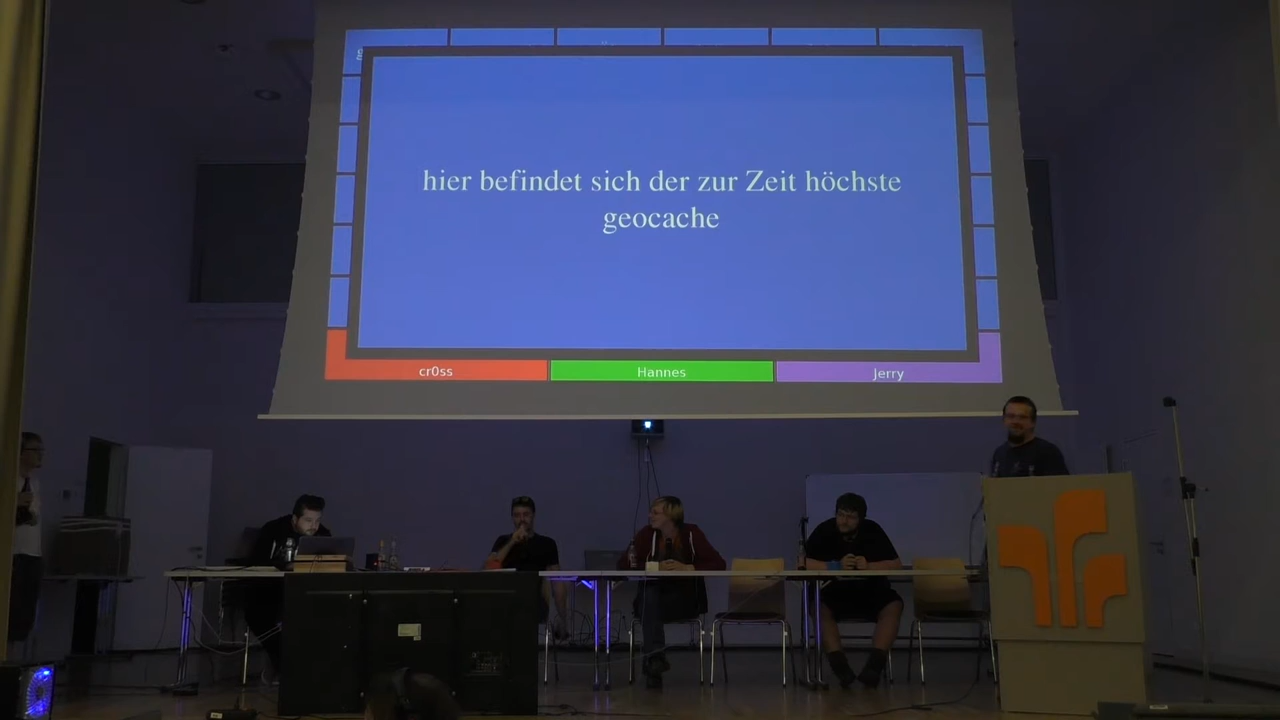 hier befindet sich der zur Zeit höchste
geocache
cr0ss
Hannes
Jerry